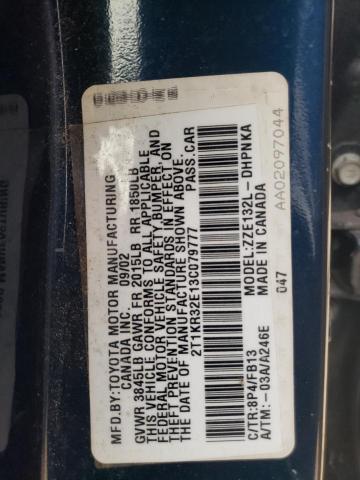 MFD.BY:TOYOTA MOTOR MANUFACTURING
CANADA INC. 09/02
GVWR 3845LB GAWR FR 2015LB RR 1850LB
THIS VEHICLE CONFORMS TO ALL APPLICABLE
FEDERAL MOTOR VEHICLE SAFETY, BUMPER, AND
THEFT PREVENTION STANDARDS IN EFFECT ON
THE DATE OF MANUFACTURE SHOWN ABOVE.
2T1KR32E13C079777 PASS.CAR
ZZE132L-DHPNKA
MADE IN CANADA
C/TR:8P4/FB13 047
A/TM:-03A/A246E
AA02097044